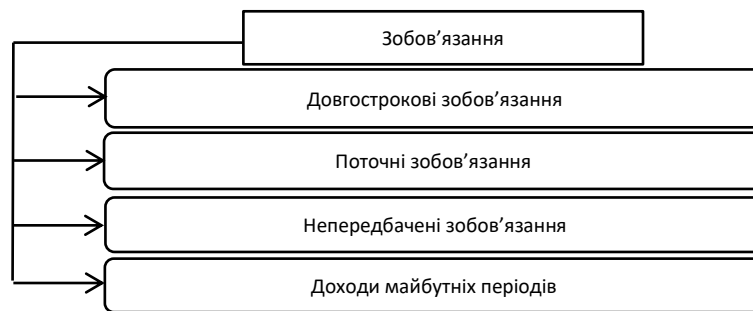 Зобов’язання
Довгострокові зобов’язання
Поточні зобов’язання
Непередбачені зобов’язання
Доходи майбутніх періодів